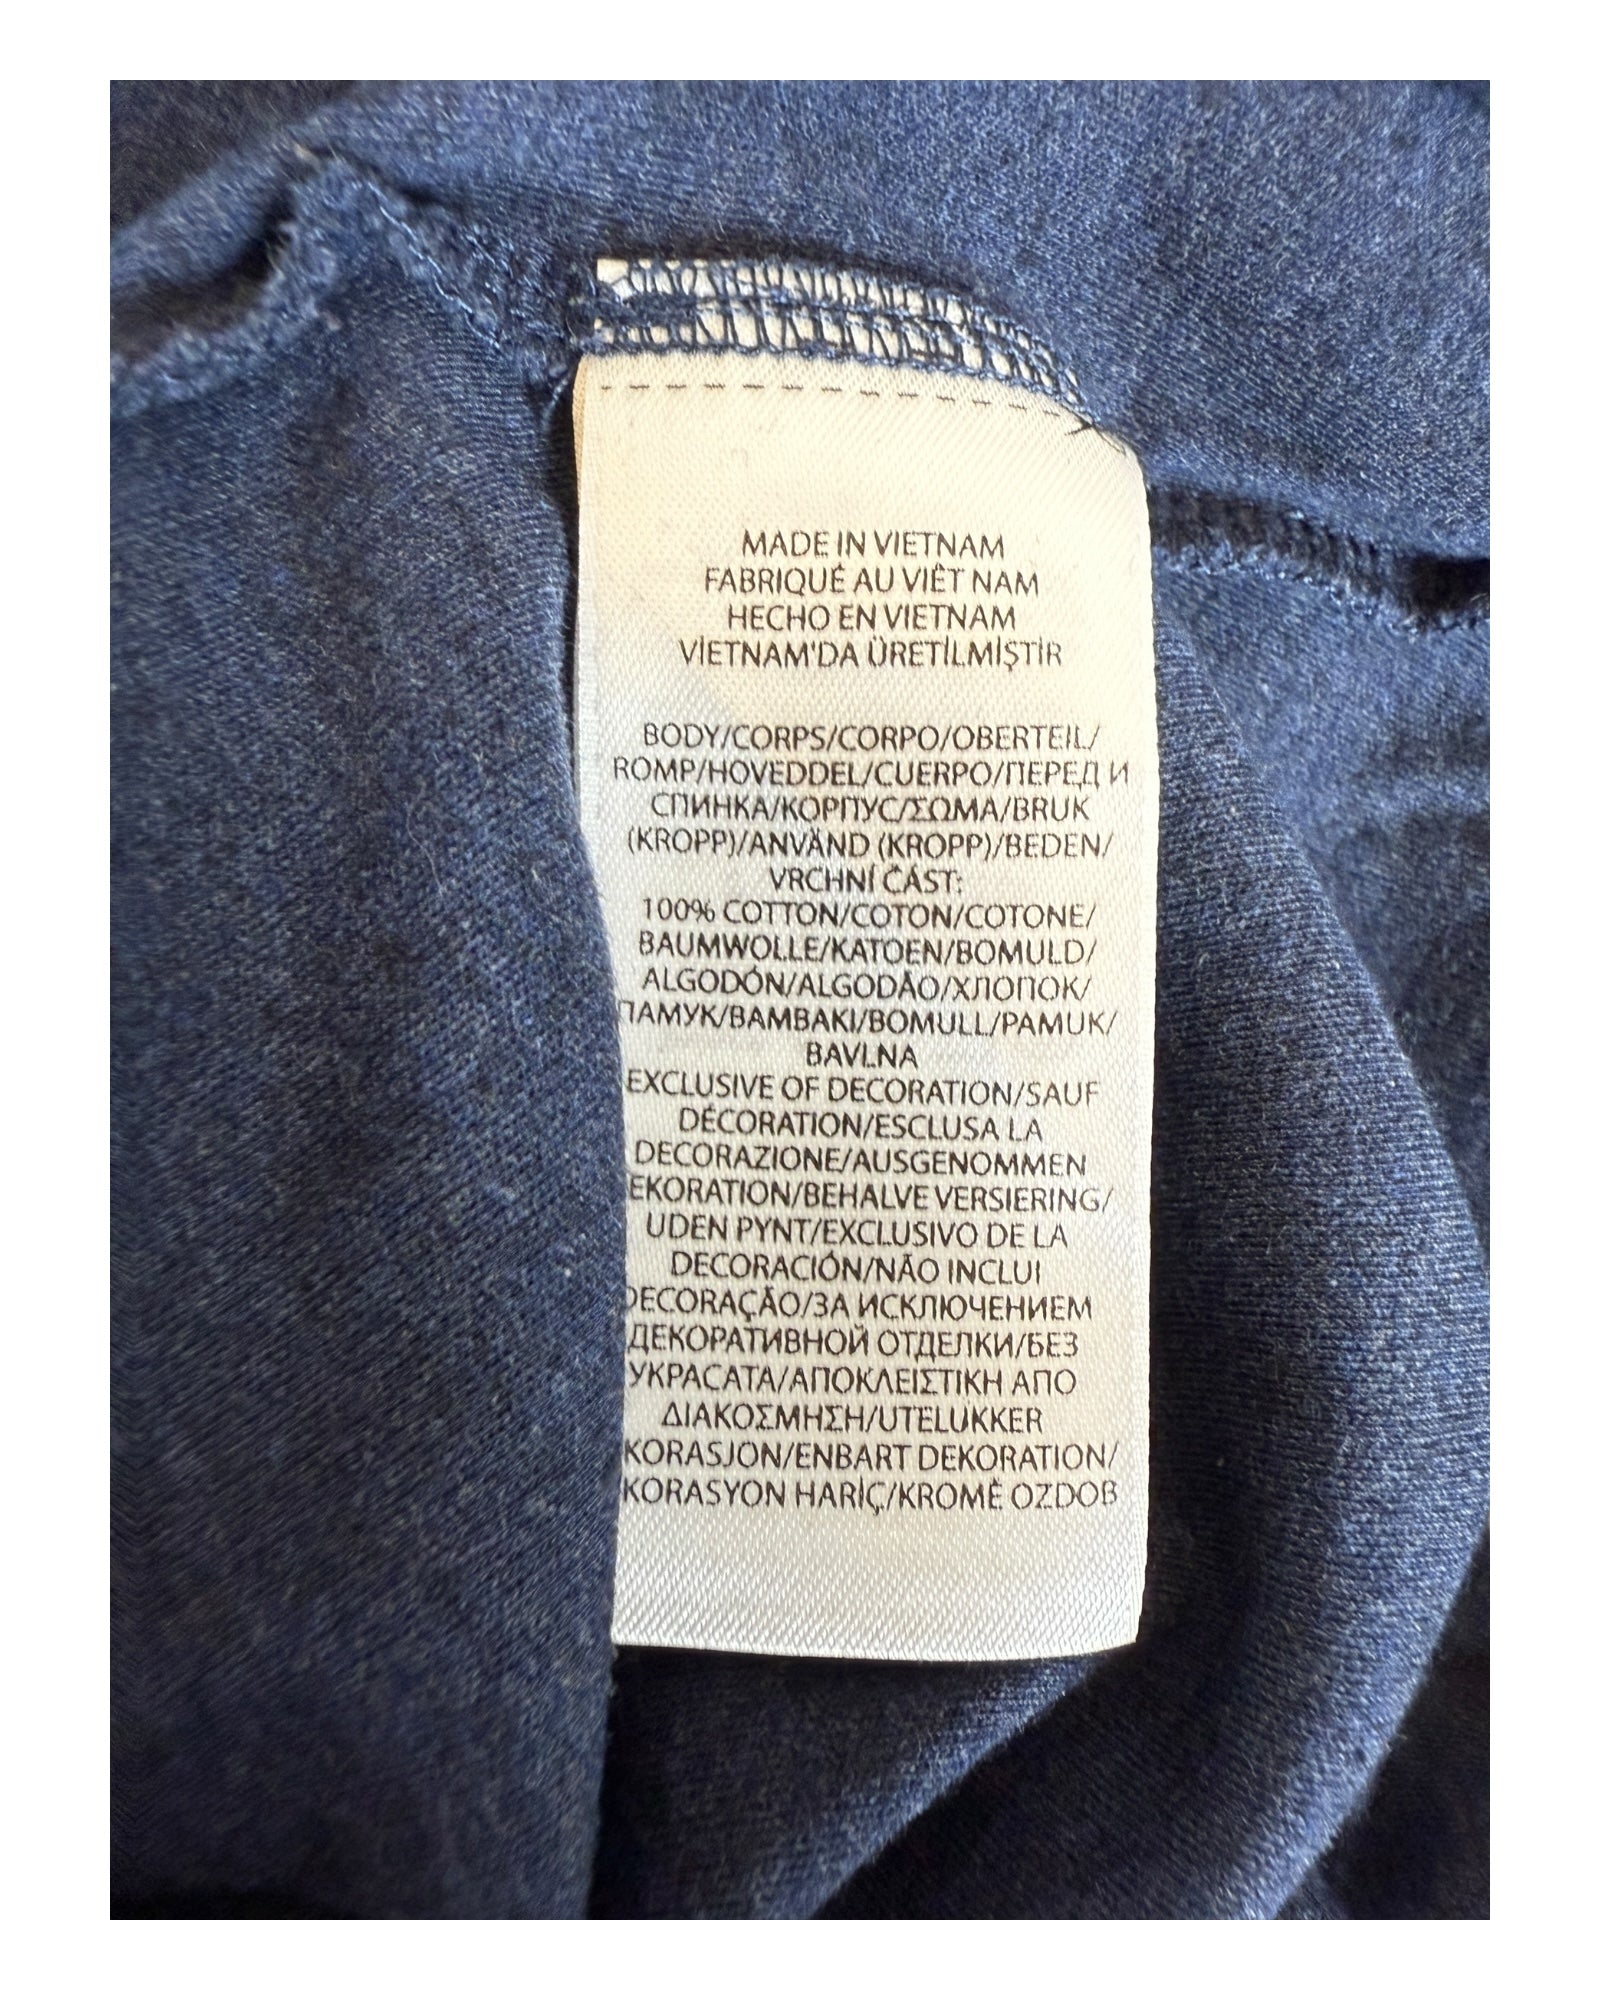 MADE IN VIETNAM
FABRIQUÉ AU VIÊT NAM
HECHO EN VIETNAM
VİETNAM'DA ÜRETİLMİŞTİR
BODY/CORPS/CORPO/OBERTEIL/
ROMP/HOVEDDEL/CUERPO/ПЕРЕД И
СПИНКА/КОРПУС/ΣΩΜΑ/BRUK
(KROPP)/ANVÄND (KROPP)/BEDEN/
VRCHNÍ ČÁST:
100% COTTON/COTON/COTONE/
BAUMWOLLE/KATOEN/BOMULD/
ALGODÓN/ALGODÃO/ХЛОПОК/
ПАМУК/BAMBAKI/BOMULL/PAMUK/
BAVLNA
EXCLUSIVE OF DECORATION/SAUF
DÉCORATION/ESCLUSA LA
DECORAZIONE/AUSGENOMMEN
EKORATION/BEHALVE VERSIERING/
UDEN PYNT/EXCLUSIVO DE LA
DECORACIÓN/NÃO INCLUI
DECORAÇÃO/ЗА ИСКЛЮЧЕНИЕМ
ДЕКОРАТИВНОЙ ОТДЕЛКИ/БЕЗ
УКРАСАТА/ΑΠΟΚΛΕΙΣΤΙΚΗ ΑΠΟ
ΔΙΑΚΟΣΜΗΣΗ/UTELUKKER
KORASJON/ENBART DEKORATION/
KORASYON HARİÇ/KROMĚ OZDOB